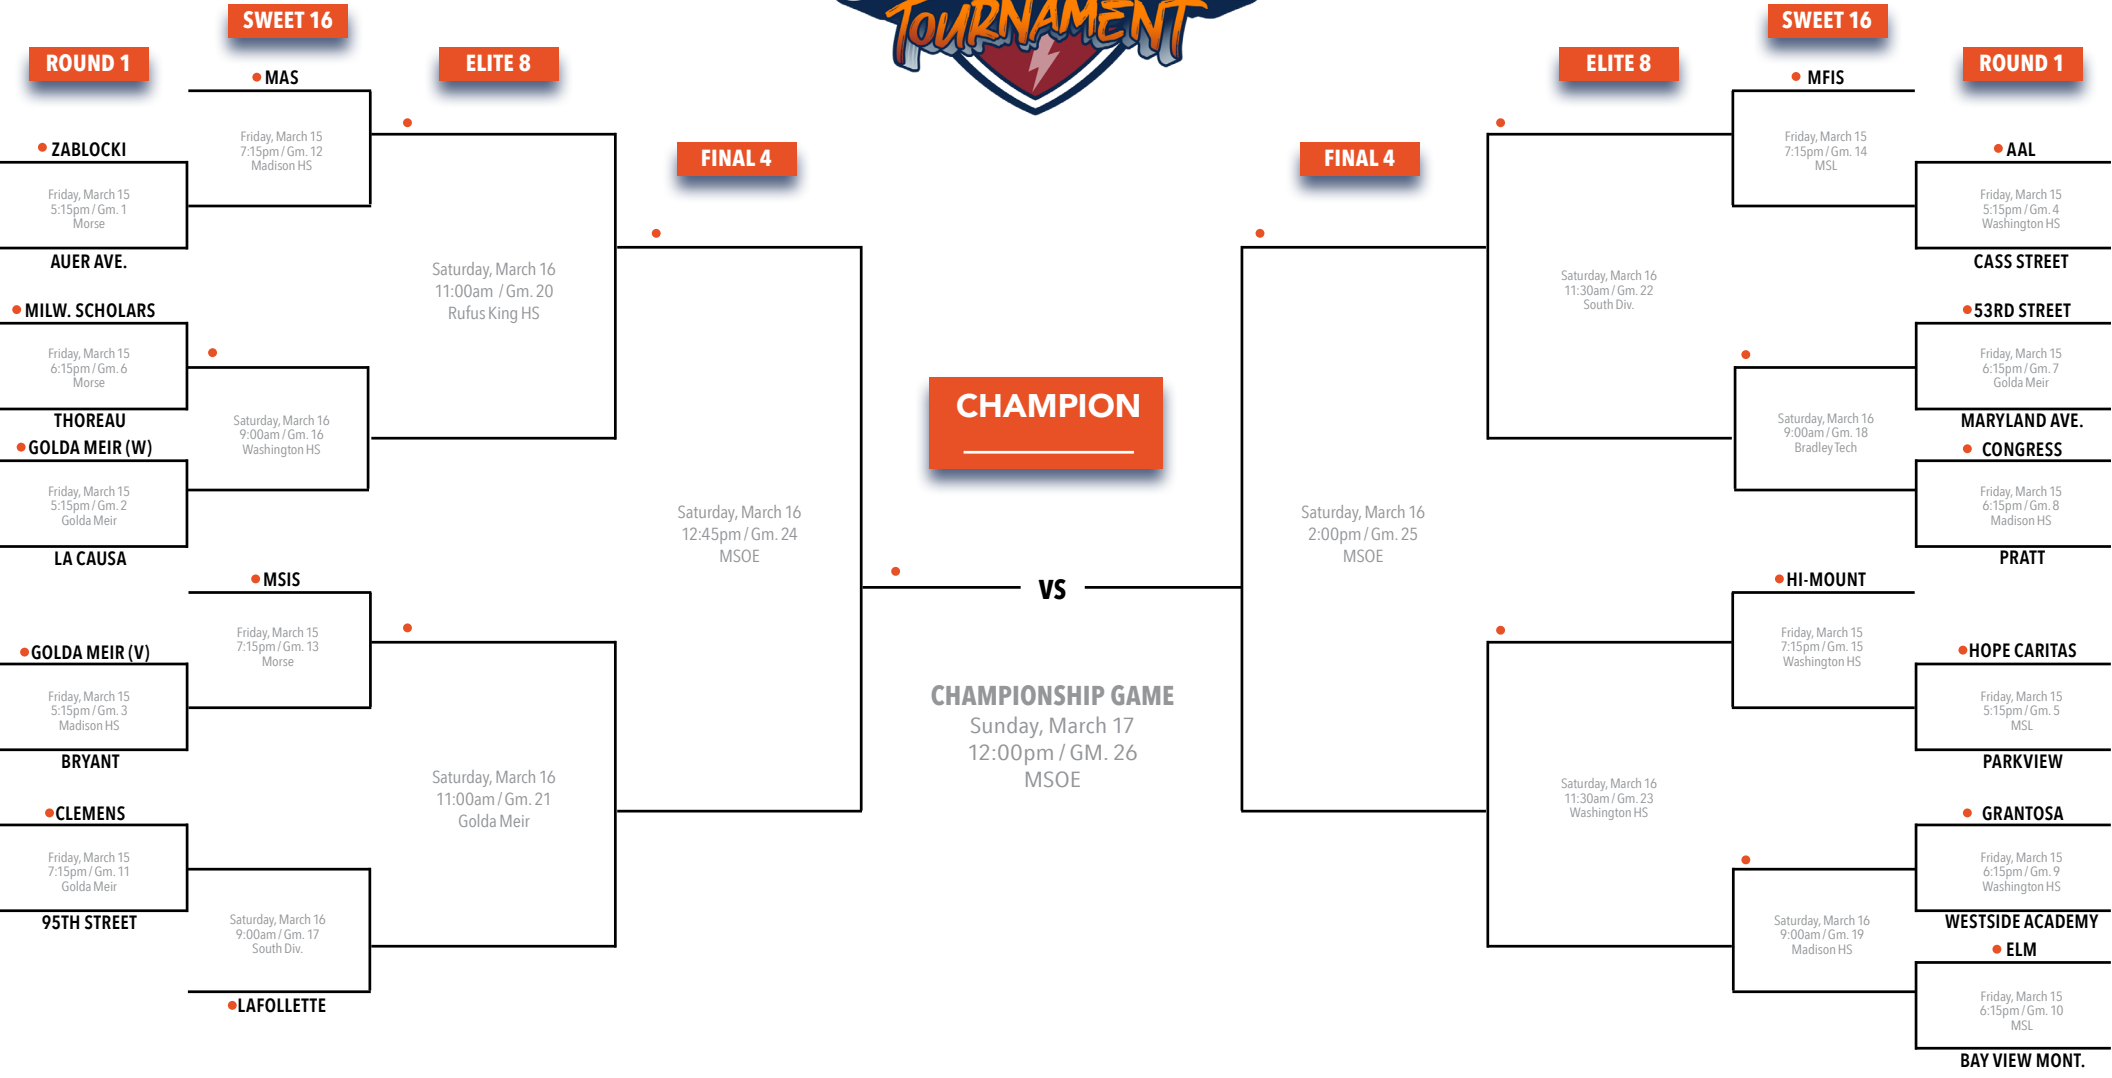 TOURNAMENT
SWEET 16
ROUND 1
ELITE 8
FINAL 4
MAS
Friday, March 15
7:15pm / Gm. 12
Madison HS
ZABLOCKI
Friday, March 15
5:15pm / Gm. 1
Morse
AUER AVE.
MILW. SCHOLARS
Friday, March 15
6:15pm / Gm. 6
Morse
THOREAU
Saturday, March 16
9:00am / Gm. 16
Washington HS
GOLDA MEIR (W)
Friday, March 15
5:15pm / Gm. 2
Golda Meir
LA CAUSA
Saturday, March 16
11:00am / Gm. 20
Rufus King HS
MSIS
Friday, March 15
7:15pm / Gm. 13
Morse
GOLDA MEIR (V)
Friday, March 15
5:15pm / Gm. 3
Madison HS
BRYANT
CLEMENS
Friday, March 15
7:15pm / Gm. 11
Golda Meir
95TH STREET
Saturday, March 16
9:00am / Gm. 17
South Div.
LAFOLLETTE
Saturday, March 16
11:00am / Gm. 21
Golda Meir
Saturday, March 16
12:45pm / Gm. 24
MSOE
CHAMPION
VS
CHAMPIONSHIP GAME
Sunday, March 17
12:00pm / GM. 26
MSOE
FINAL 4
ELITE 8
SWEET 16
ROUND 1
Saturday, March 16
2:00pm / Gm. 25
MSOE
Saturday, March 16
11:30am / Gm. 22
South Div.
MFIS
Friday, March 15
7:15pm / Gm. 14
MSL
AAL
Friday, March 15
5:15pm / Gm. 4
Washington HS
CASS STREET
53RD STREET
Friday, March 15
6:15pm / Gm. 7
Golda Meir
MARYLAND AVE.
Saturday, March 16
9:00am / Gm. 18
Bradley Tech
CONGRESS
Friday, March 15
6:15pm / Gm. 8
Madison HS
PRATT
HI-MOUNT
Friday, March 15
7:15pm / Gm. 15
Washington HS
HOPE CARITAS
Friday, March 15
5:15pm / Gm. 5
MSL
PARKVIEW
Saturday, March 16
11:30am / Gm. 23
Washington HS
GRANTOSA
Friday, March 15
6:15pm / Gm. 9
Washington HS
WESTSIDE ACADEMY
Saturday, March 16
9:00am / Gm. 19
Madison HS
ELM
Friday, March 15
6:15pm / Gm. 10
MSL
BAY VIEW MONT.